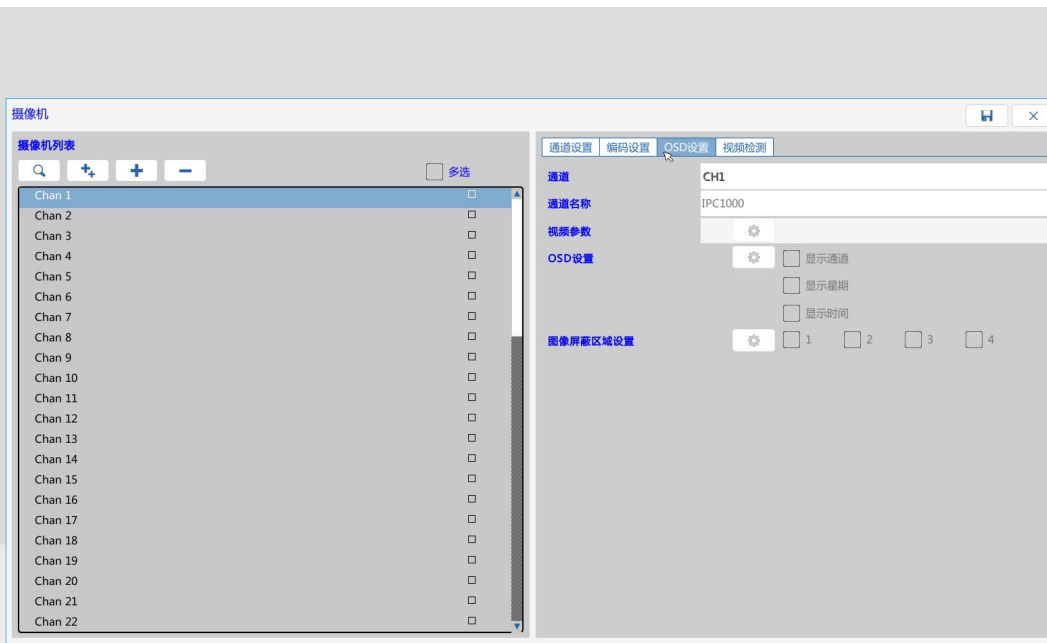 摄像机
摄像机列表
多选
Chan 1
Chan 2
Chan 3
Chan 4
Chan 5
Chan 6
Chan 7
Chan 8
Chan 9
Chan 10
Chan 11
Chan 12
Chan 13
Chan 14
Chan 15
Chan 16
Chan 17
Chan 18
Chan 19
Chan 20
Chan 21
Chan 22
通道设置 编码设置 OSD设置 视频检测
通道 CH1
通道名称 IPC1000
视频参数
OSD设置 显示通道
显示星期
显示时间
图像屏蔽区域设置 1 2 3 4